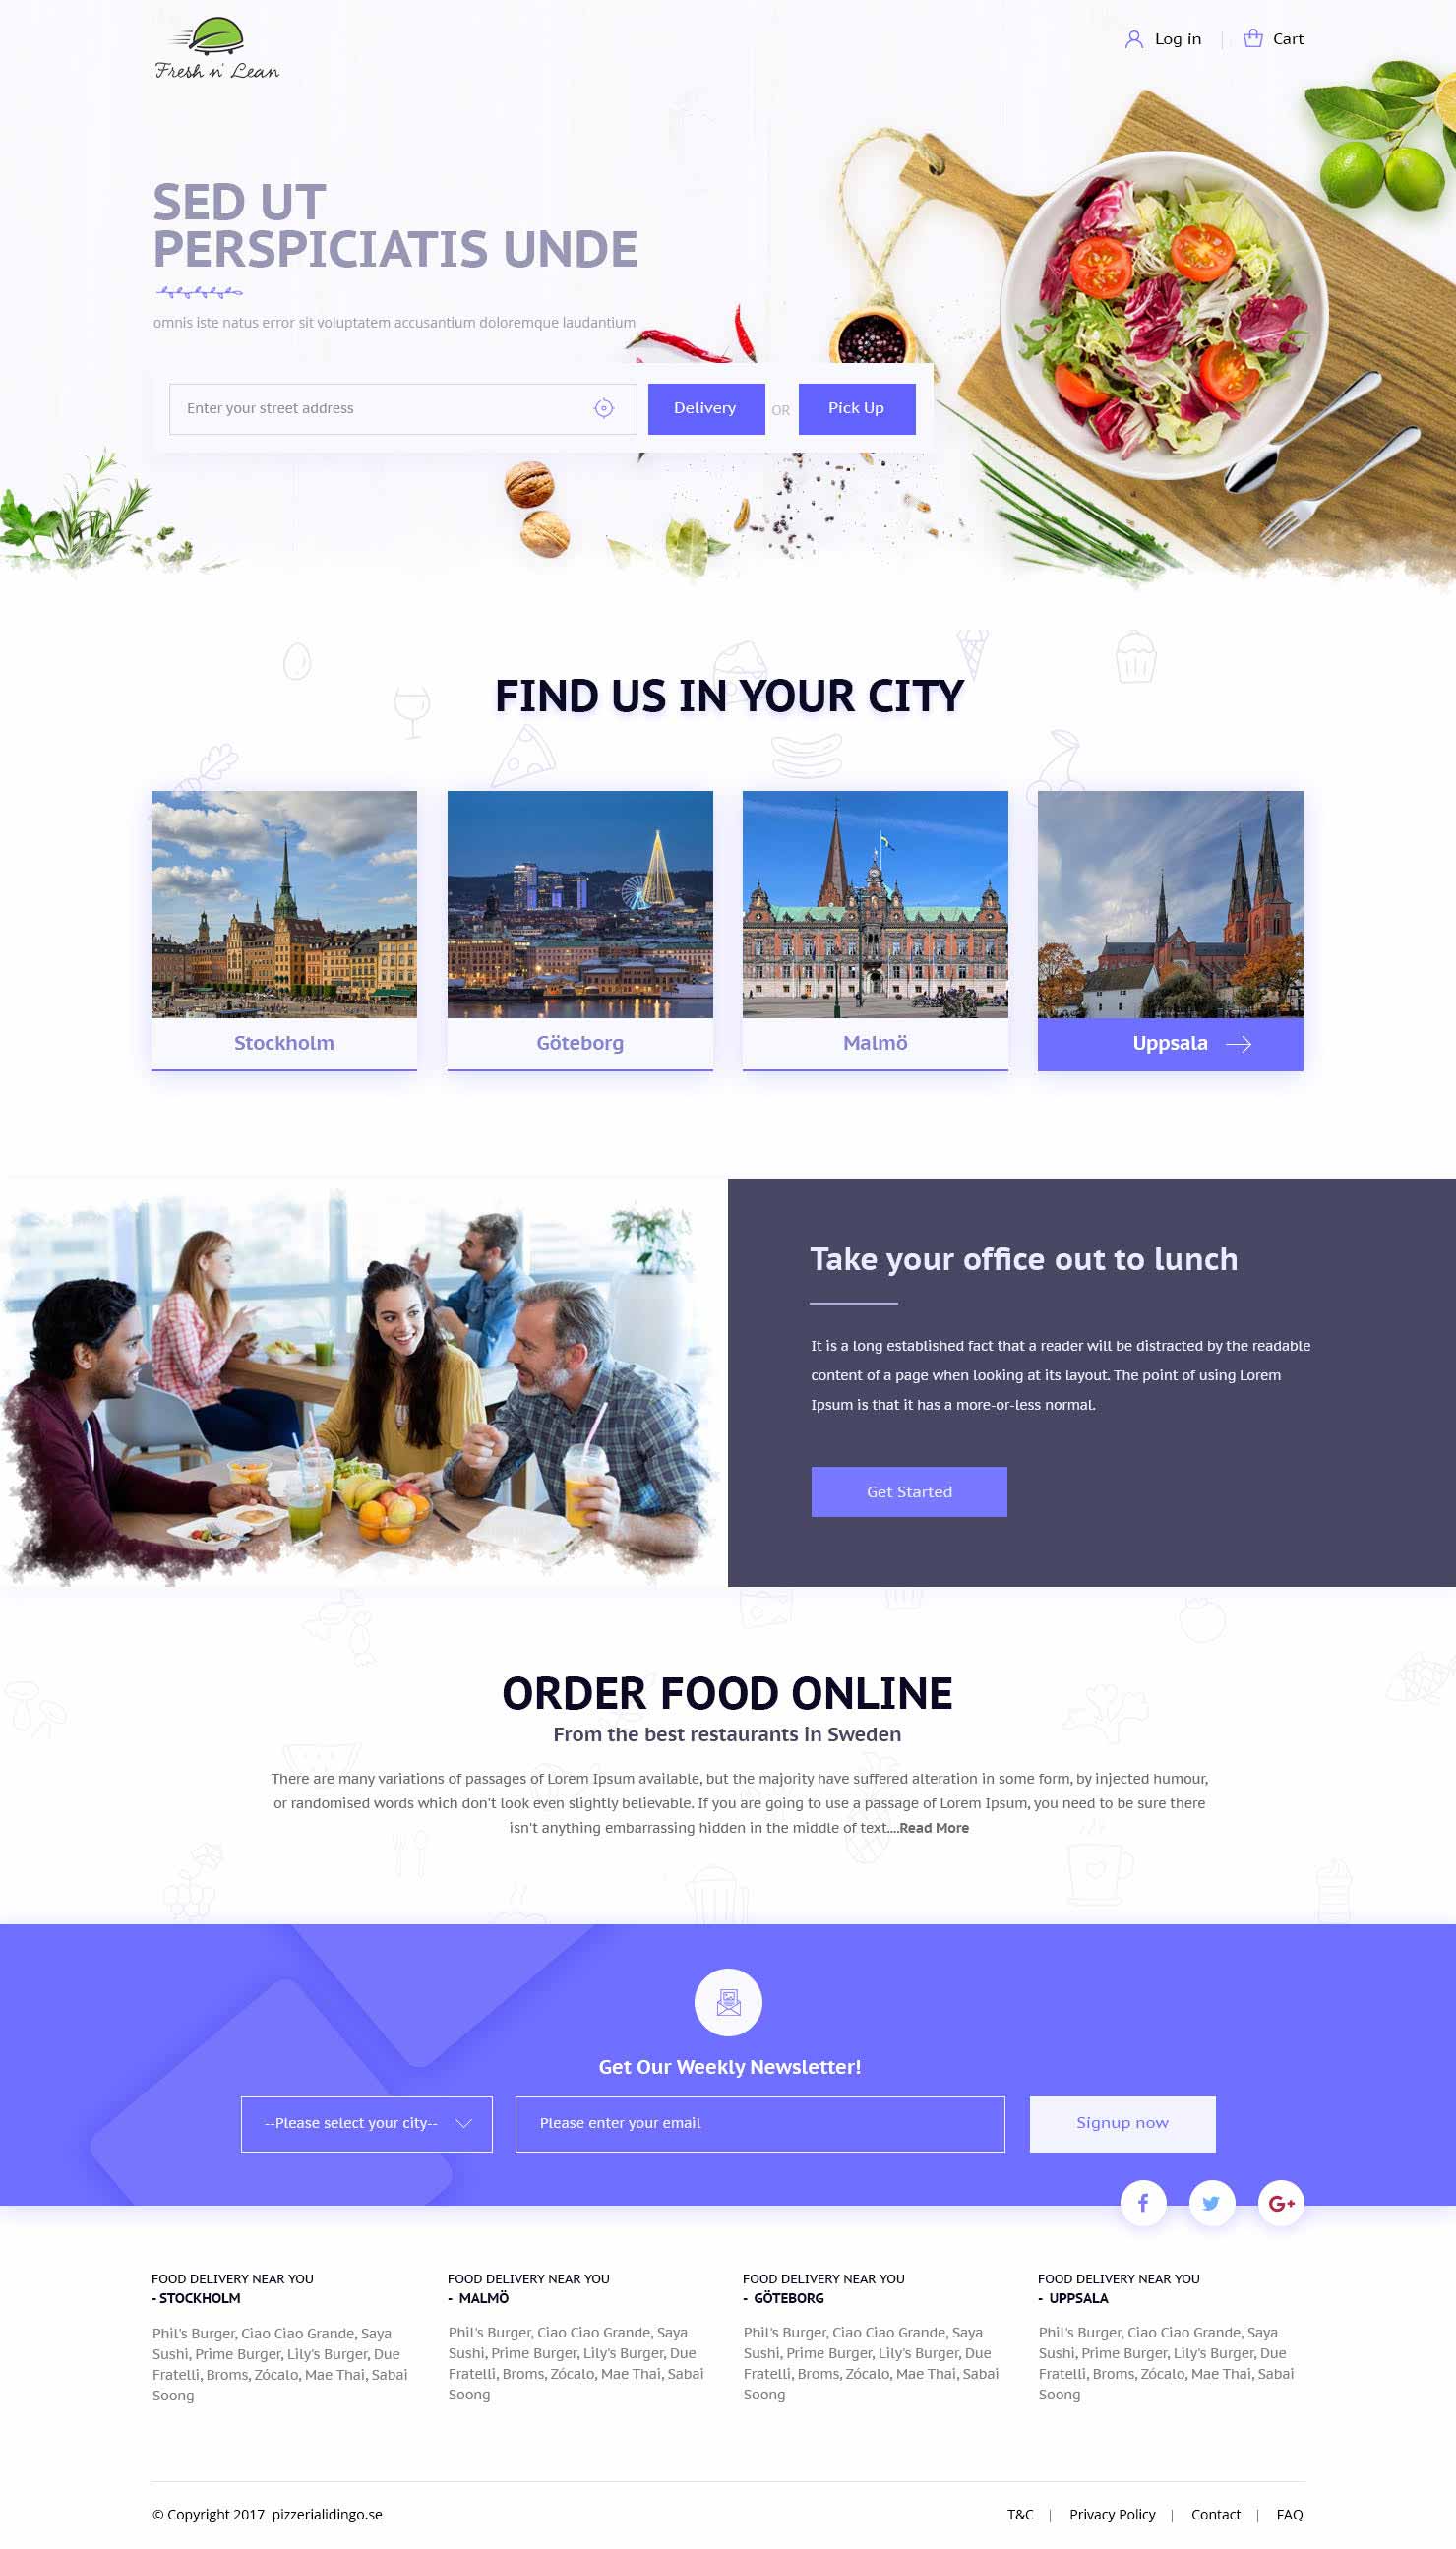 Fresh n' Lean
Log in
Cart
SED UT
PERSPICIATIS UNDE
omnis iste natus error sit voluptatem accusantium doloremque laudantium
Enter your street address
Delivery
OR
Pick Up
FIND US IN YOUR CITY
Stockholm
Göteborg
Malmö
Uppsala
Take your office out to lunch
It is a long established fact that a reader will be distracted by the readable
content of a page when looking at its layout. The point of using Lorem
Ipsum is that it has a more-or-less normal.
Get Started
ORDER FOOD ONLINE
From the best restaurants in Sweden
There are many variations of passages of Lorem Ipsum available, but the majority have suffered alteration in some form, by injected humour,
or randomised words which don't look even slightly believable. If you are going to use a passage of Lorem Ipsum, you need to be sure there
isn't anything embarrassing hidden in the middle of text....Read More
Get Our Weekly Newsletter!
--Please select your city--
Please enter your email
Signup now
f
G+
FOOD DELIVERY NEAR YOU
- STOCKHOLM
Phil's Burger, Ciao Ciao Grande, Saya
Sushi, Prime Burger, Lily's Burger, Due
Fratelli, Broms, Zócalo, Mae Thai, Sabai
Soong
FOOD DELIVERY NEAR YOU
- MALMÖ
Phil's Burger, Ciao Ciao Grande, Saya
Sushi, Prime Burger, Lily's Burger, Due
Fratelli, Broms, Zócalo, Mae Thai, Sabai
Soong
FOOD DELIVERY NEAR YOU
- GÖTEBORG
Phil's Burger, Ciao Ciao Grande, Saya
Sushi, Prime Burger, Lily's Burger, Due
Fratelli, Broms, Zócalo, Mae Thai, Sabai
Soong
FOOD DELIVERY NEAR YOU
- UPPSALA
Phil's Burger, Ciao Ciao Grande, Saya
Sushi, Prime Burger, Lily's Burger, Due
Fratelli, Broms, Zócalo, Mae Thai, Sabai
Soong
© Copyright 2017 pizzerialidingo.se
T&C | Privacy Policy | Contact | FAQ